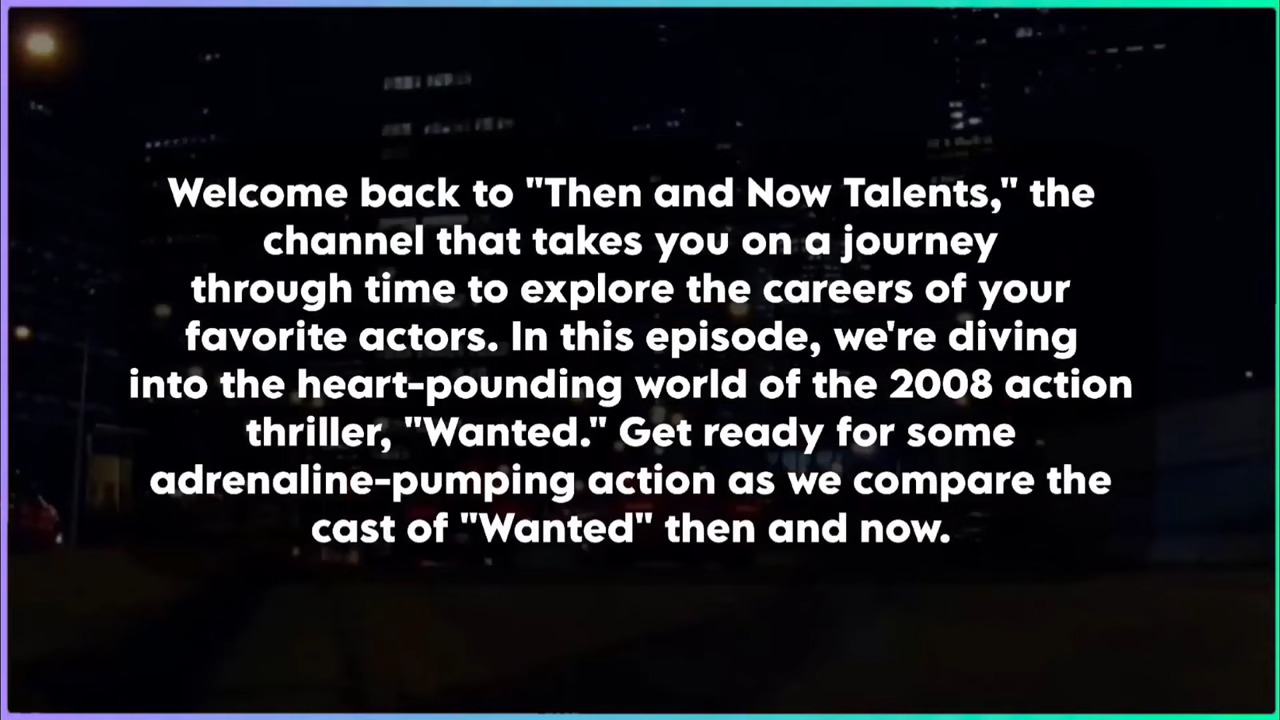 Welcome back to "Then and Now Talents," the
channel that takes you on a journey
through time to explore the careers of your
favorite actors. In this episode, we're diving
into the heart-pounding world of the 2008 action
thriller, "Wanted." Get ready for some
adrenaline-pumping action as we compare the
cast of "Wanted" then and now.